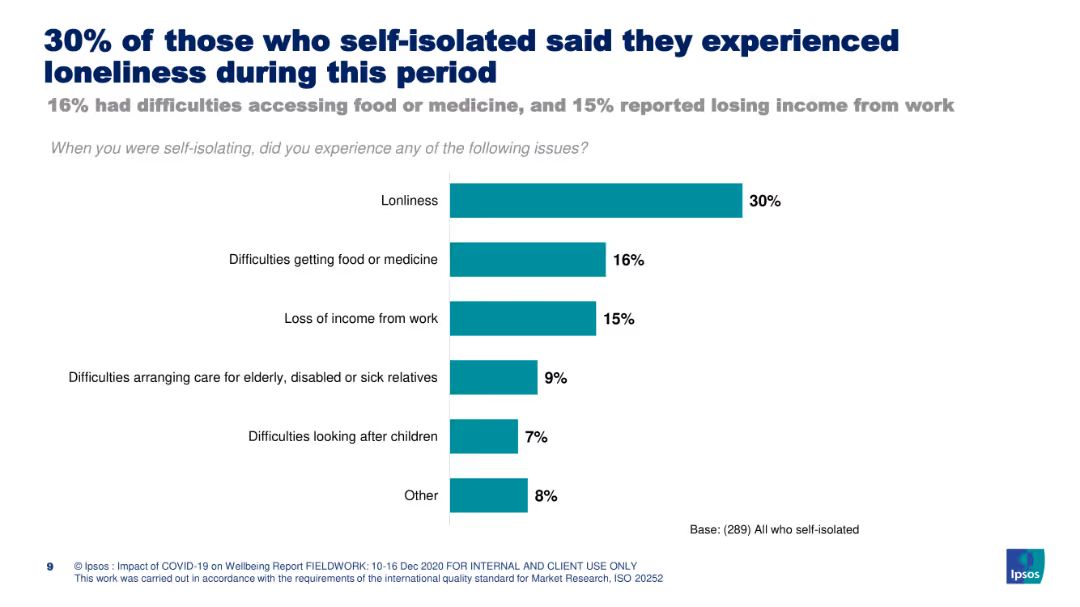 30% of those who self-isolated said they experienced
loneliness during this period
16% had difficulties accessing food or medicine, and 15% reported losing income from work
When you were self-isolating, did you experience any of the following issues?
Lonliness 30%
Difficulties getting food or medicine 16%
Loss of income from work 15%
Difficulties arranging care for elderly, disabled or sick relatives 9%
Difficulties looking after children 7%
Other 8%
Base: (289) All who self-isolated
9 © Ipsos : Impact of COVID-19 on Wellbeing Report FIELDWORK: 10-16 Dec 2020 FOR INTERNAL AND CLIENT USE ONLY
This work was carried out in accordance with the requirements of the international quality standard for Market Research, ISO 20252
Ipsos